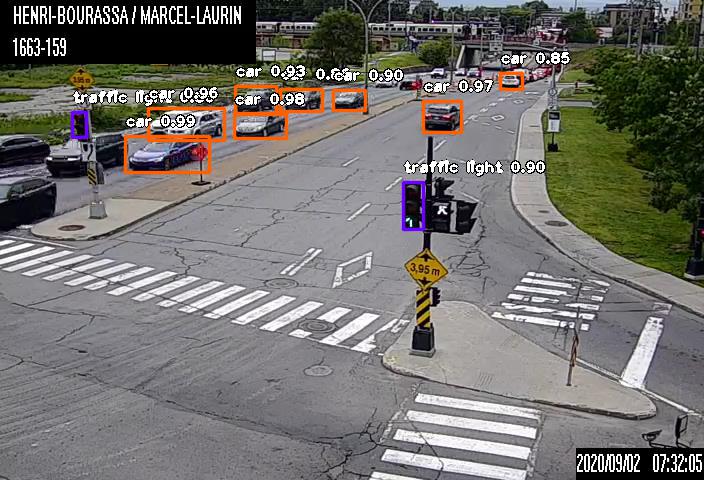 HENRI-BOURASSA / MARCEL-LAURIN
1663-159
car 0.85
car 0.93
car 0.90
car 0.96
car 0.97
traffic light
car 0.98
car 0.99
traffic light 0.90
3,95 m
2020/09/02 07:32:05